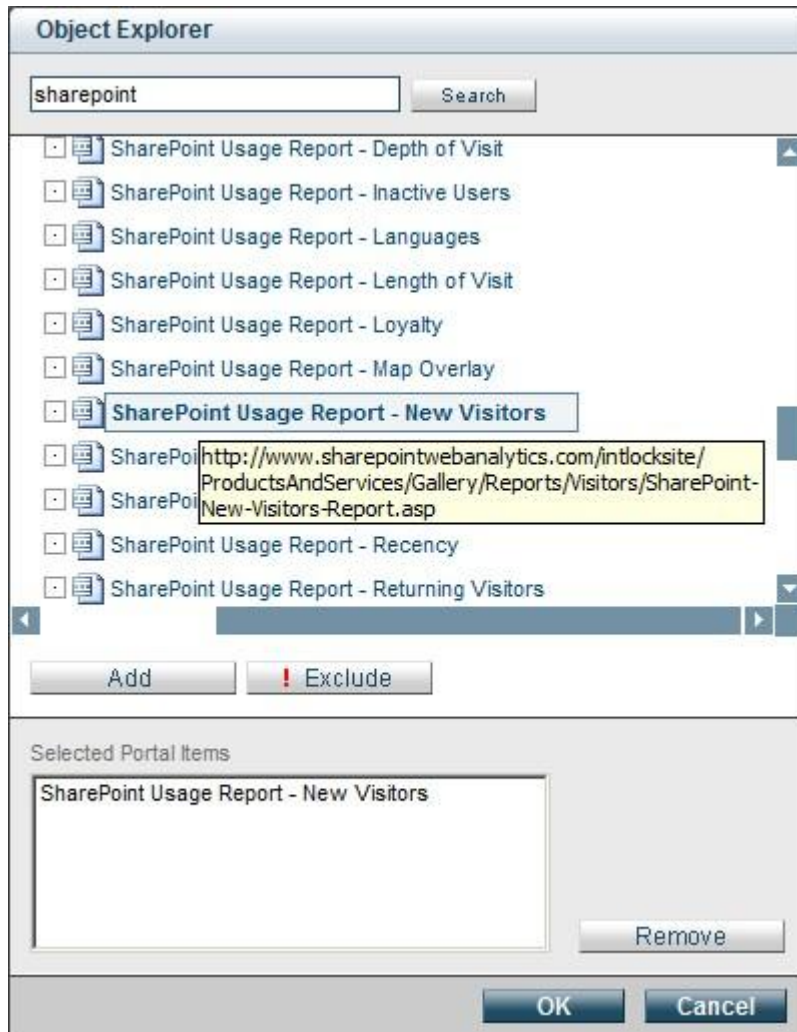 Object Explorer
sharepoint
Search
SharePoint Usage Report - Depth of Visit
SharePoint Usage Report - Inactive Users
SharePoint Usage Report - Languages
SharePoint Usage Report - Length of Visit
SharePoint Usage Report - Loyalty
SharePoint Usage Report - Map Overlay
SharePoint Usage Report - New Visitors
http://www.sharepointwebanalytics.com/intlocksite/
ProductsAndServices/Gallery/Reports/Visitors/SharePoint-
New-Visitors-Report.asp
SharePoint Usage Report - Recency
SharePoint Usage Report - Returning Visitors
Add
! Exclude
Selected Portal Items
SharePoint Usage Report - New Visitors
Remove
OK
Cancel